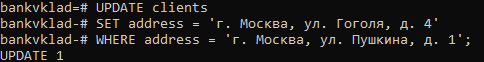 bankvklad=# UPDATE clients
bankvklad-# SET address = 'г. Москва, ул. Гоголя, д. 4'
bankvklad-# WHERE address = 'г. Москва, ул. Пушкина, д. 1';
UPDATE 1